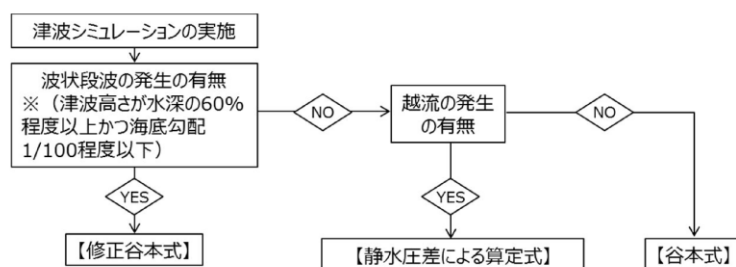 津波シミュレーションの実施
波状段波の発生の有無
※(津波高さが水深の60%
程度以上かつ海底勾配
1/100程度以下)
NO
越流の発生
の有無
NO
YES
YES
【修正谷本式】
【静水圧差による算定式】
【谷本式】